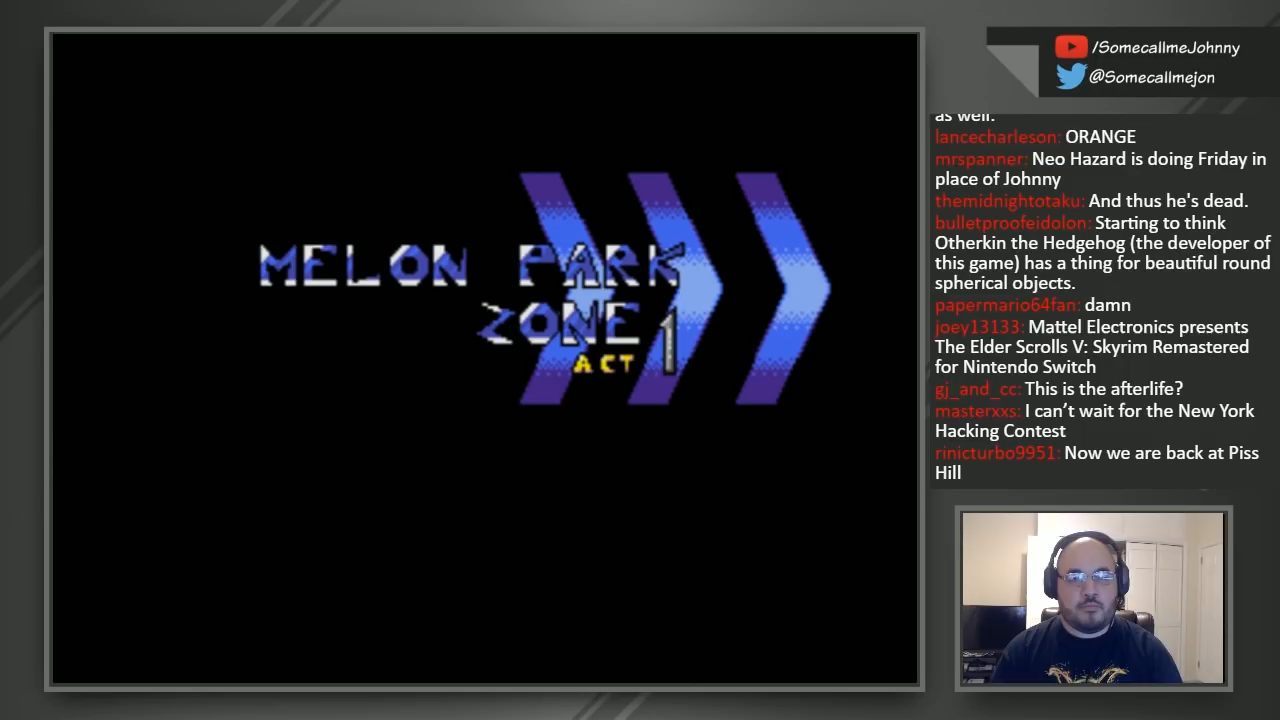 MELON PARK
ZONE
ACT 1
/SomecallmeJohnny
@Somecallmejon
as well.
lancecharleson: ORANGE
mrspanner: Neo Hazard is doing Friday in
place of Johnny
themidnightotaku: And thus he's dead.
bulletproofeidolon: Starting to think
Otherkin the Hedgehog (the developer of
this game) has a thing for beautiful round
spherical objects.
papermario64fan: damn
joey13133: Mattel Electronics presents
The Elder Scrolls V: Skyrim Remastered
for Nintendo Switch
gj_and_cc: This is the afterlife?
masterxxs: I can’t wait for the New York
Hacking Contest
rinicturbo9951: Now we are back at Piss
Hill